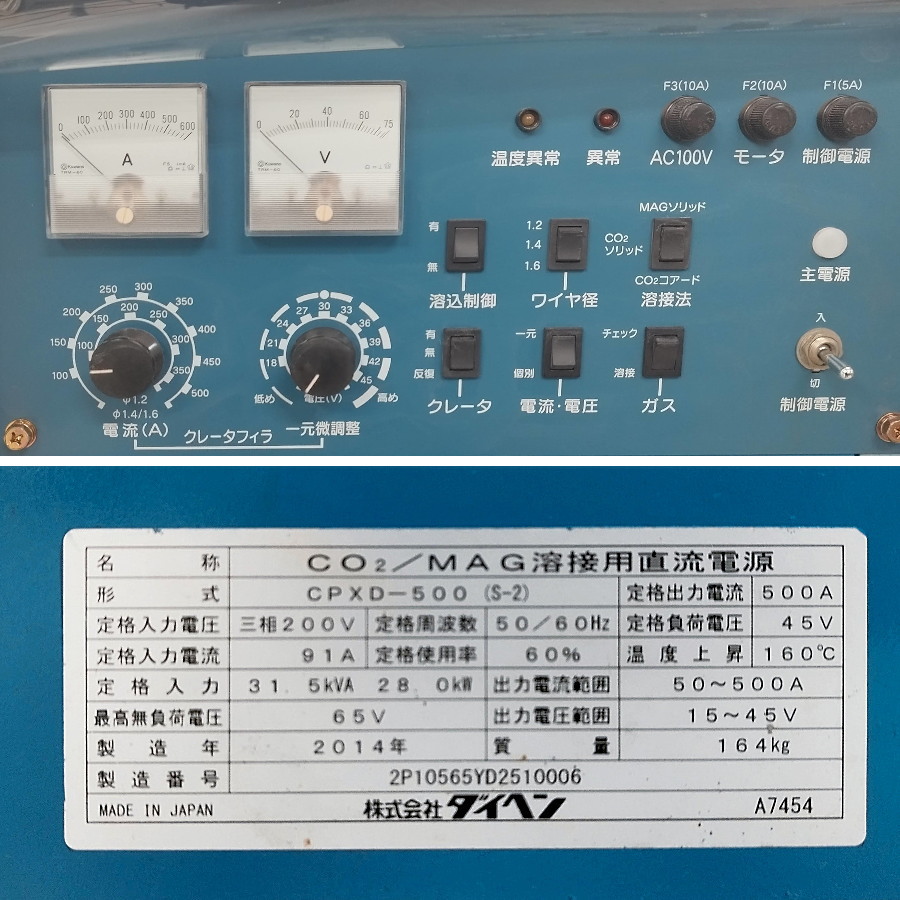 F3(10A) F2(10A) F1(5A)
0 100 200 300 400 500 600
A
0 20 40 60 75
V
温度異常 異常 AC100V モータ 制御電源
有
無
溶込制御
1.2
1.4
1.6
ワイヤ径
MAGソリッド
CO₂
ソリッド
CO₂コアード
溶接法
主電源
100 150 200 250 300 350 400 450 500
100 150 200 250 300
φ1.2
φ1.4/1.6
電流(A)
18 21 24 27 30 33 36 39 42 45
低め 電圧(V) 高め
一元微調整
クレータフィラ
有
無
反復
クレータ
一元
個別
電流・電圧
チェック
溶接
ガス
入
切
制御電源
名称 CO₂/MAG溶接用直流電源
形式 CPXD-500 (S-2) 定格出力電流 500A
定格入力電圧 三相200V 定格周波数 50/60Hz 定格負荷電圧 45V
定格入力電流 91A 定格使用率 60% 温度上昇 160℃
定格入力 31.5kVA 28.0kW 出力電流範囲 50~500A
最高無負荷電圧 65V 出力電圧範囲 15~45V
製造年 2014年 質量 164kg
製造番号 2P10565YD2510006
MADE IN JAPAN 株式会社ダイヘン A7454